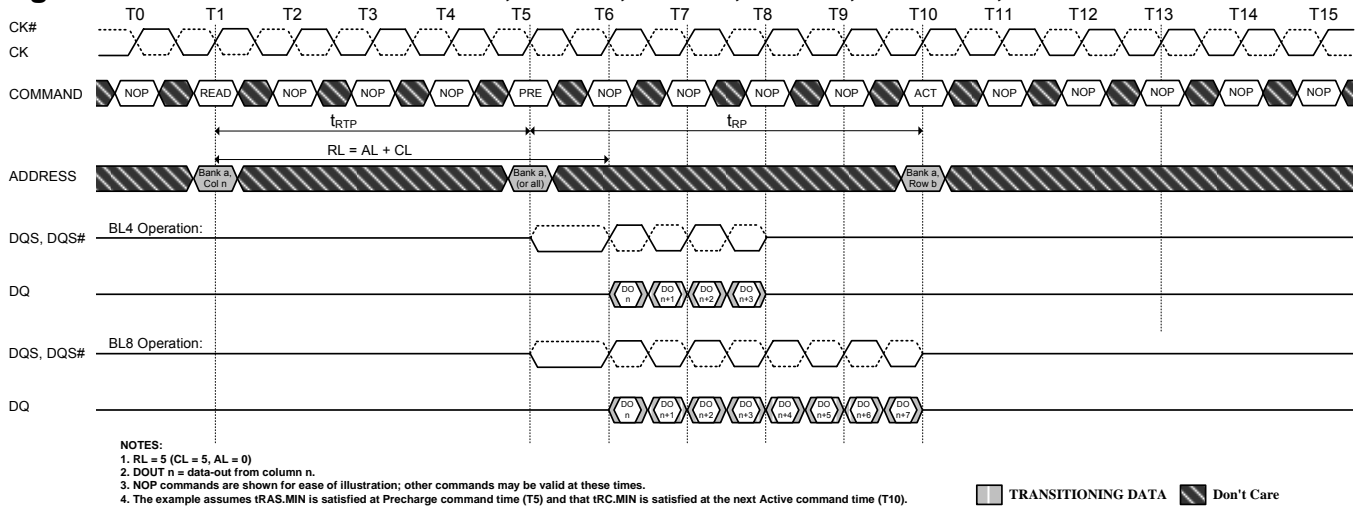 T0 T1 T2 T3 T4 T5 T6 T7 T8 T9 T10 T11 T12 T13 T14 T15
CK#
CK
COMMAND NOP READ NOP NOP NOP PRE NOP NOP NOP NOP ACT NOP NOP NOP NOP NOP
tRTP tRP
RL = AL + CL
ADDRESS Bank a, Col n Bank a, (or all) Bank a, Row b
BL4 Operation:
DQS, DQS#
DQ DO n DO n+1 DO n+2 DO n+3
BL8 Operation:
DQS, DQS#
DQ DO n DO n+1 DO n+2 DO n+3 DO n+4 DO n+5 DO n+6 DO n+7
NOTES:
1. RL = 5 (CL = 5, AL = 0)
2. DOUT n = data-out from column n.
3. NOP commands are shown for ease of illustration; other commands may be valid at these times.
4. The example assumes tRAS.MIN is satisfied at Precharge command time (T5) and that tRC.MIN is satisfied at the next Active command time (T10).
TRANSITIONING DATA Don't Care